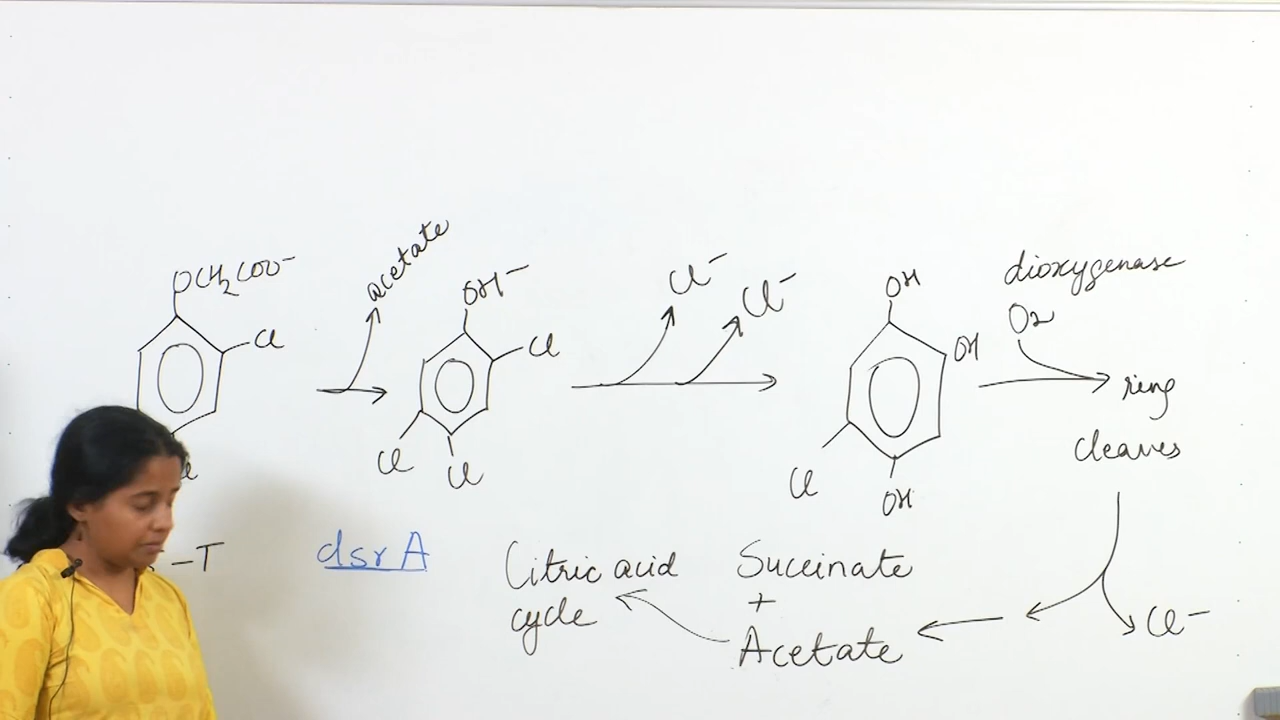 OCH2COO−
Cl
acetate
OH−
Cl
Cl
Cl
Cl−
Cl−
OH
OH
Cl
OH
dioxygenase
O2
ring
cleaves
Cl−
Succinate
+
Acetate
Citric acid
cycle
dsrA
−T